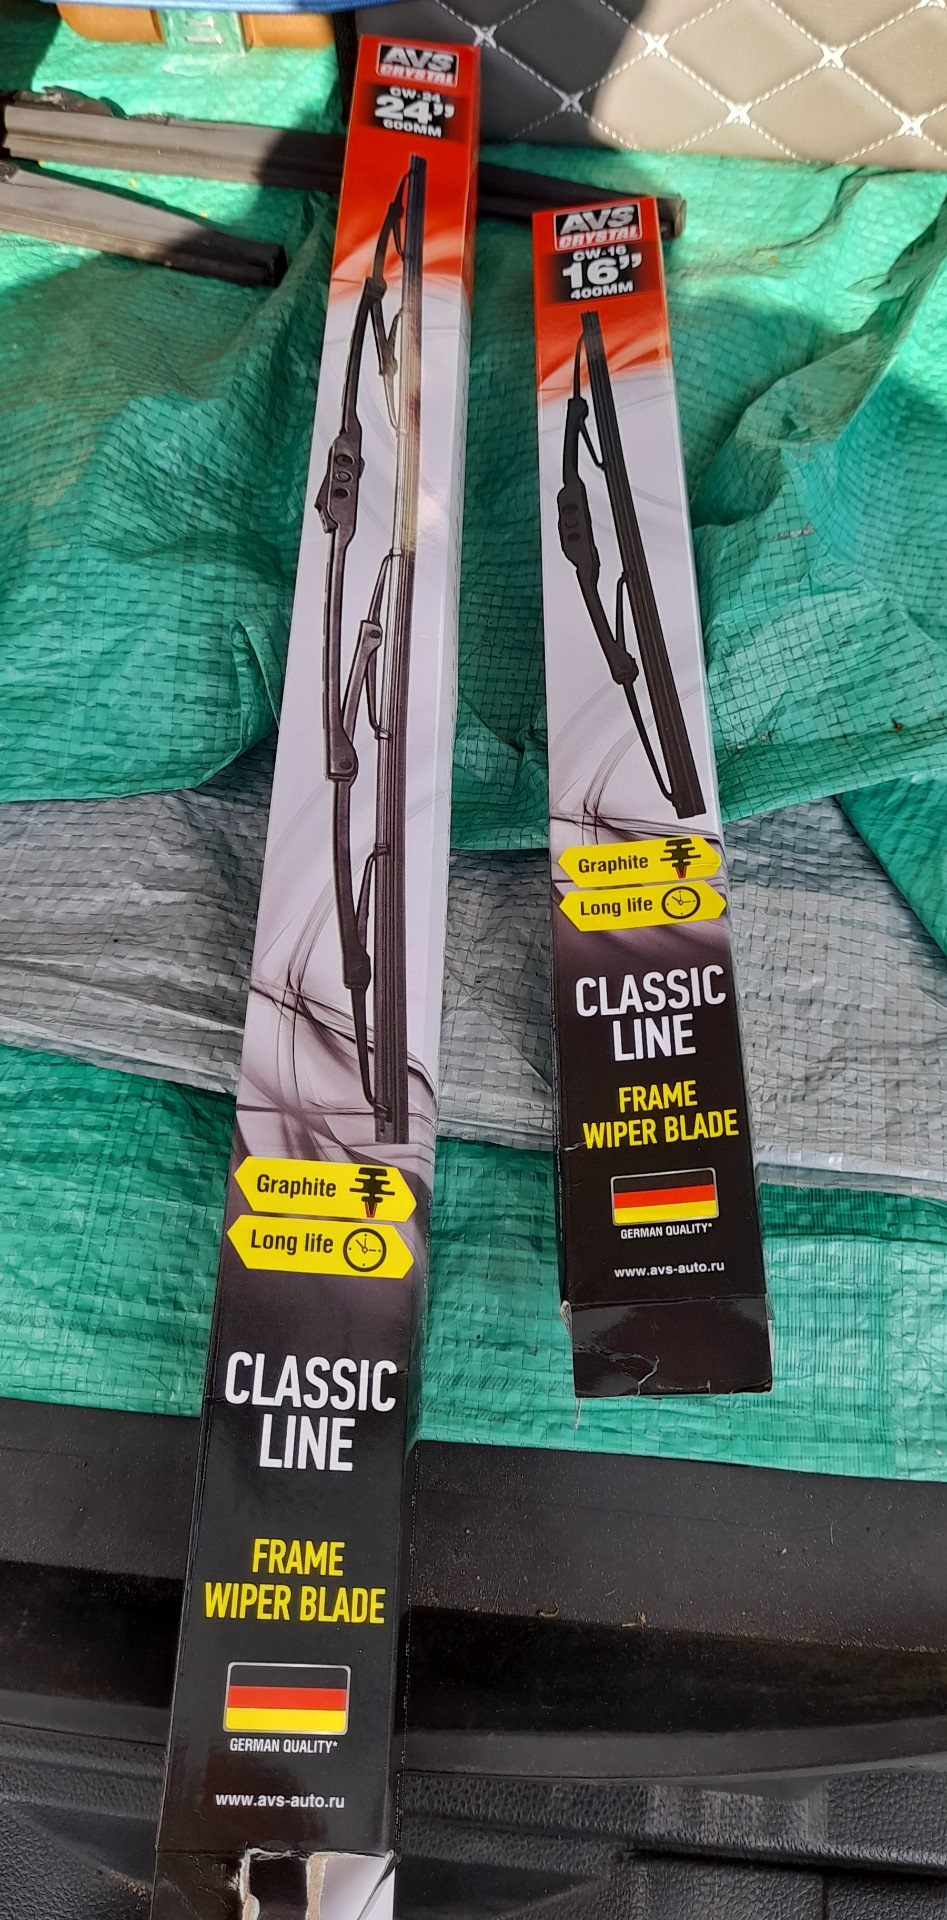 AVS
CRYSTAL
CW-24
24”
600MM
Graphite
Long life
CLASSIC
LINE
FRAME
WIPER BLADE
GERMAN QUALITY*
www.avs-auto.ru
AVS
CRYSTAL
CW-16
16”
400MM
Graphite
Long life
CLASSIC
LINE
FRAME
WIPER BLADE
GERMAN QUALITY*
www.avs-auto.ru